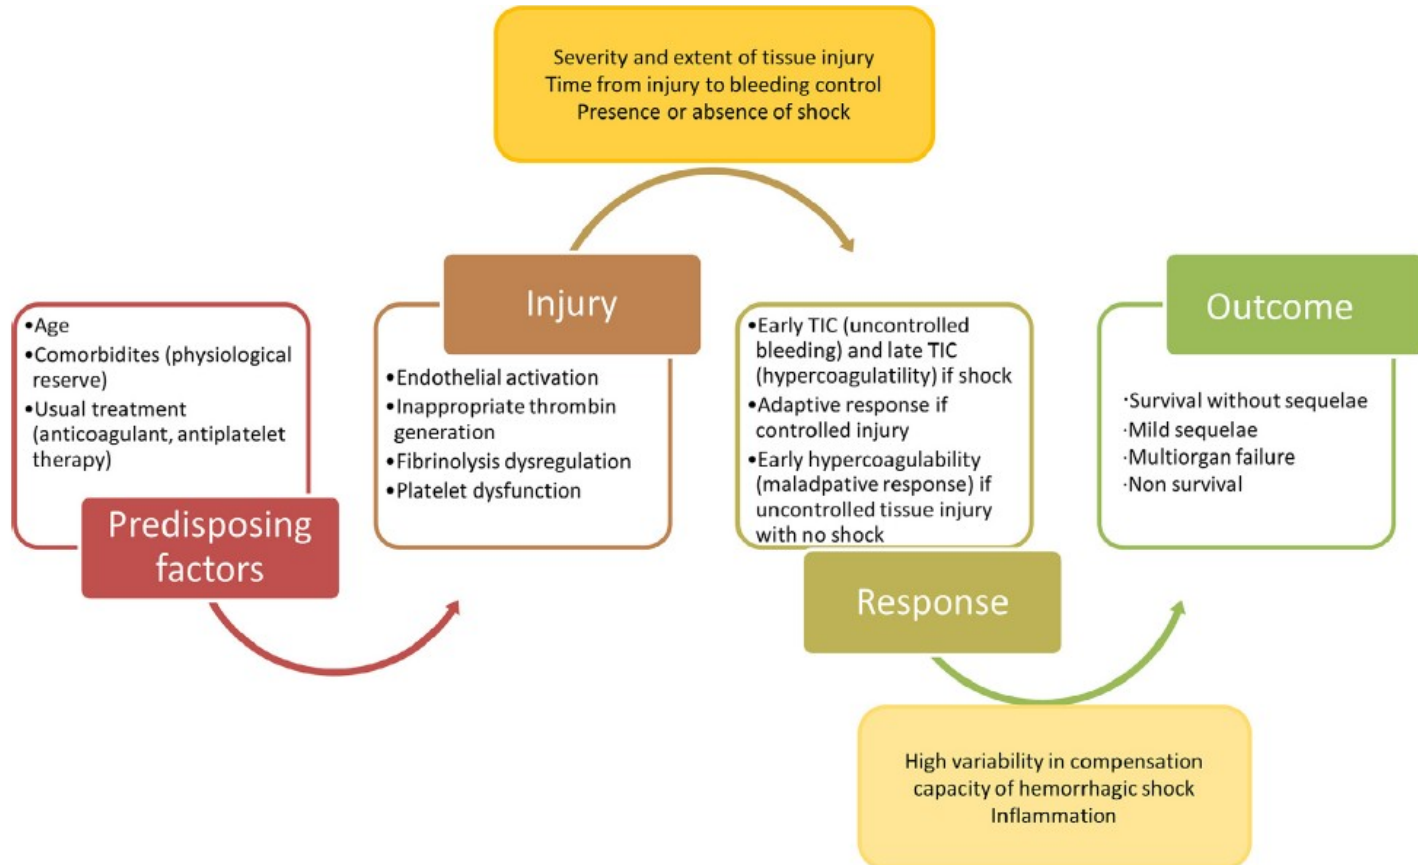 Severity and extent of tissue injury
Time from injury to bleeding control
Presence or absence of shock
•Age
•Comorbidites (physiological
reserve)
•Usual treatment
(anticoagulant, antiplatelet
therapy)
Predisposing
factors
Injury
•Endothelial activation
•Inappropriate thrombin
generation
•Fibrinolysis dysregulation
•Platelet dysfunction
•Early TIC (uncontrolled
bleeding) and late TIC
(hypercoagulatility) if shock
•Adaptive response if
controlled injury
•Early hypercoagulability
(maladpative response) if
uncontrolled tissue injury
with no shock
Response
Outcome
·Survival without sequelae
·Mild sequelae
·Multiorgan failure
·Non survival
High variability in compensation
capacity of hemorrhagic shock
Inflammation